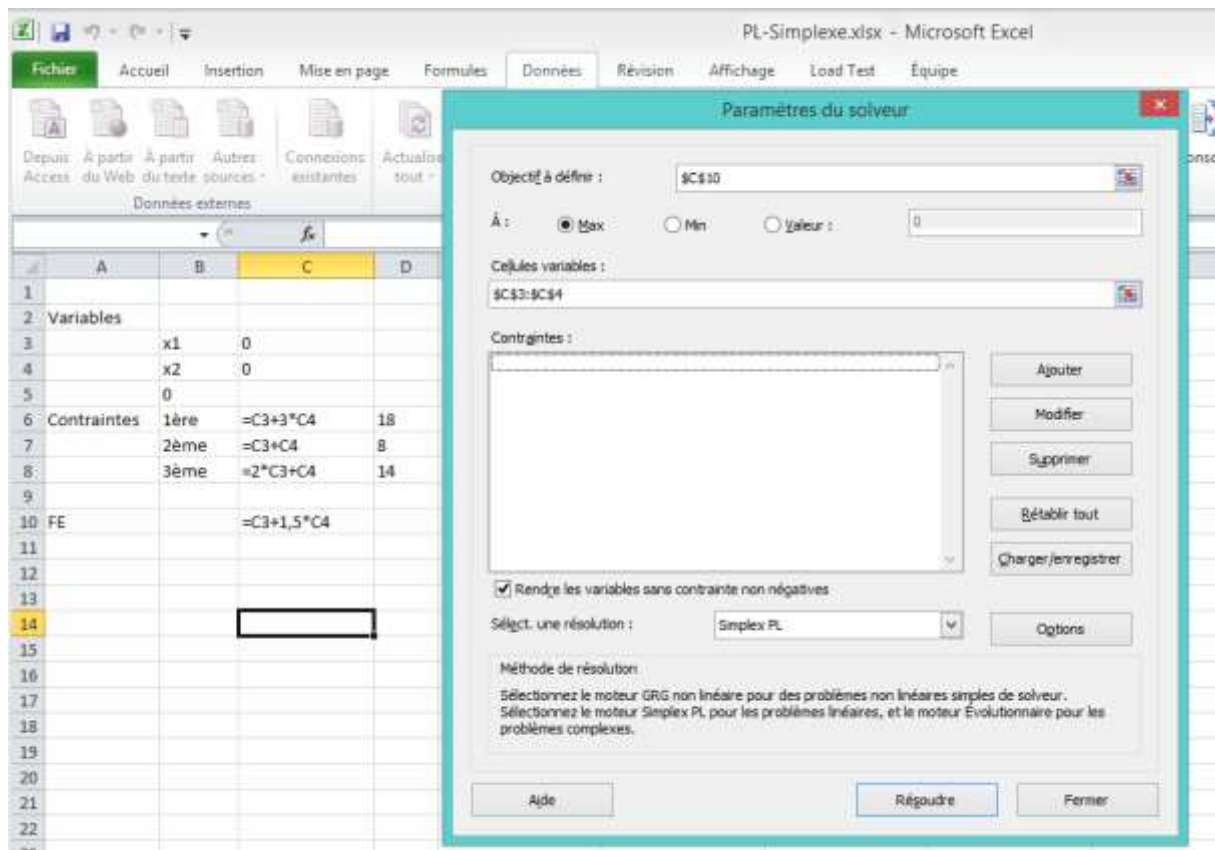 PL-Simplexe.xlsx - Microsoft Excel
Fichier Accueil Insertion Mise en page Formules Données Révision Affichage Load Test Équipe
Depuis Access
À partir du Web
À partir du texte
Autres sources
Connexions existantes
Actualiser tout
Données externes
fx
A B C D
1
2 Variables
3 x1 0
4 x2 0
5 0
6 Contraintes 1ère =C3+3*C4 18
7 2ème =C3+C4 8
8 3ème =2*C3+C4 14
9
10 FE =C3+1,5*C4
11
12
13
14
15
16
17
18
19
20
21
22
Paramètres du solveur
Objectif à définir : $C$10
À : Max Min Valeur : 0
Cellules variables :
$C$3:$C$4
Contraintes :
Ajouter
Modifier
Supprimer
Rétablir tout
Charger/enregistrer
Rendre les variables sans contrainte non négatives
Sélect. une résolution : Simplex PL
Options
Méthode de résolution
Sélectionnez le moteur GRG non linéaire pour des problèmes non linéaires simples de solveur.
Sélectionnez le moteur Simplex PL pour les problèmes linéaires, et le moteur Évolutionnaire pour les
problèmes complexes.
Aide Résoudre Fermer